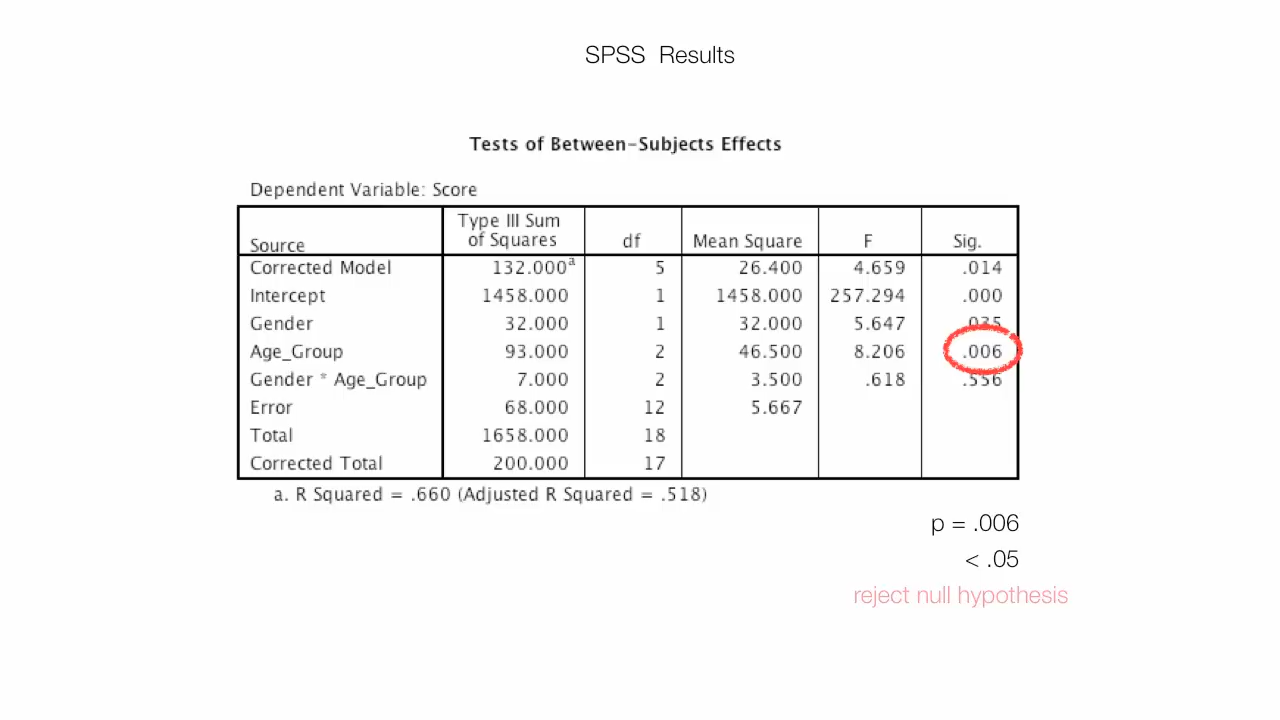 SPSS Results
Tests of Between-Subjects Effects
Dependent Variable: Score
Source Type III Sum of Squares df Mean Square F Sig.
Corrected Model 132.000a 5 26.400 4.659 .014
Intercept 1458.000 1 1458.000 257.294 .000
Gender 32.000 1 32.000 5.647 .035
Age_Group 93.000 2 46.500 8.206 .006
Gender * Age_Group 7.000 2 3.500 .618 .556
Error 68.000 12 5.667
Total 1658.000 18
Corrected Total 200.000 17
a. R Squared = .660 (Adjusted R Squared = .518)
p = .006
< .05
reject null hypothesis